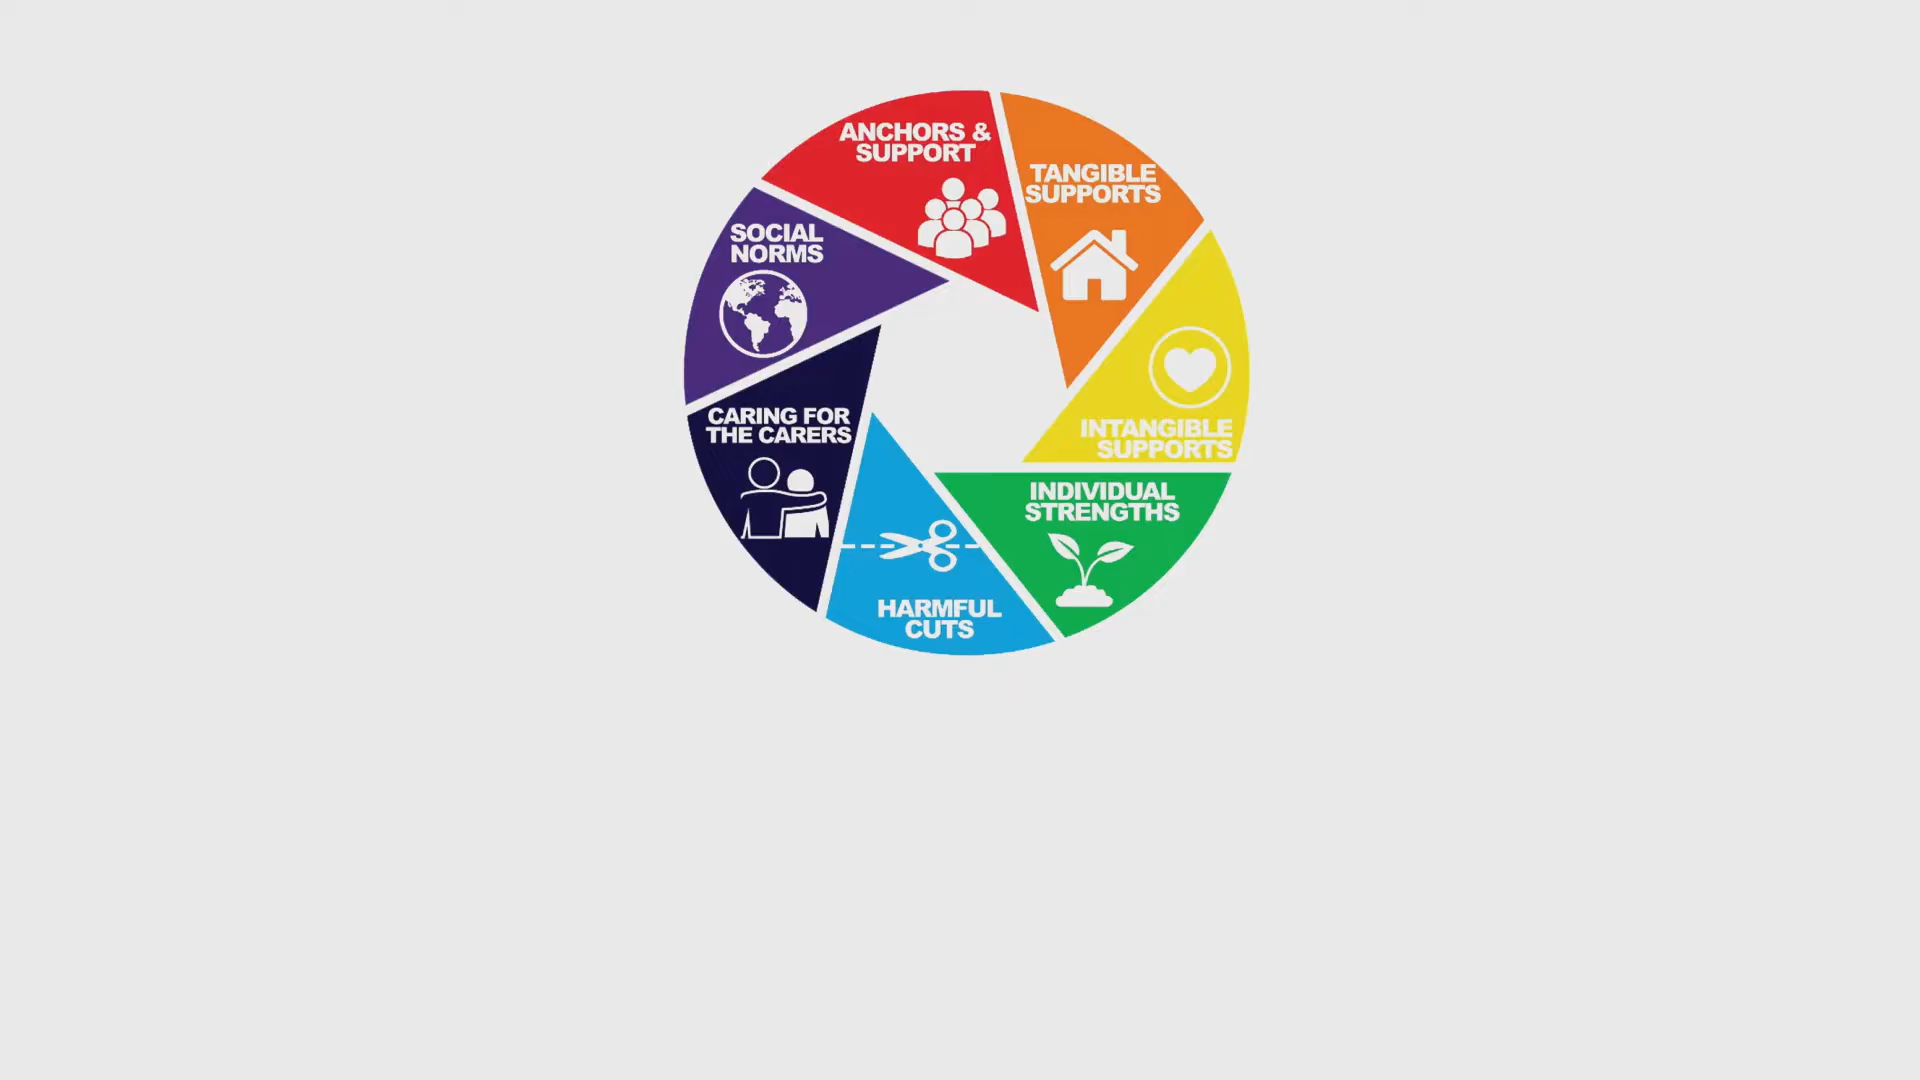 ANCHORS &
SUPPORT
TANGIBLE
SUPPORTS
INTANGIBLE
SUPPORTS
INDIVIDUAL
STRENGTHS
HARMFUL
CUTS
CARING FOR
THE CARERS
SOCIAL
NORMS